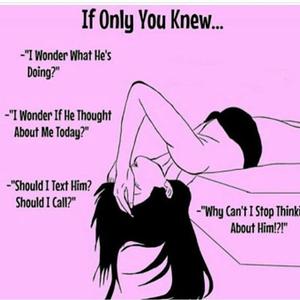 If Only You Knew...
-"I Wonder What He's
Doing?"
-"I Wonder If He Thought
About Me Today?"
-"Should I Text Him?
Should I Call?"
-"Why Can't I Stop Thinki
About Him!?!"